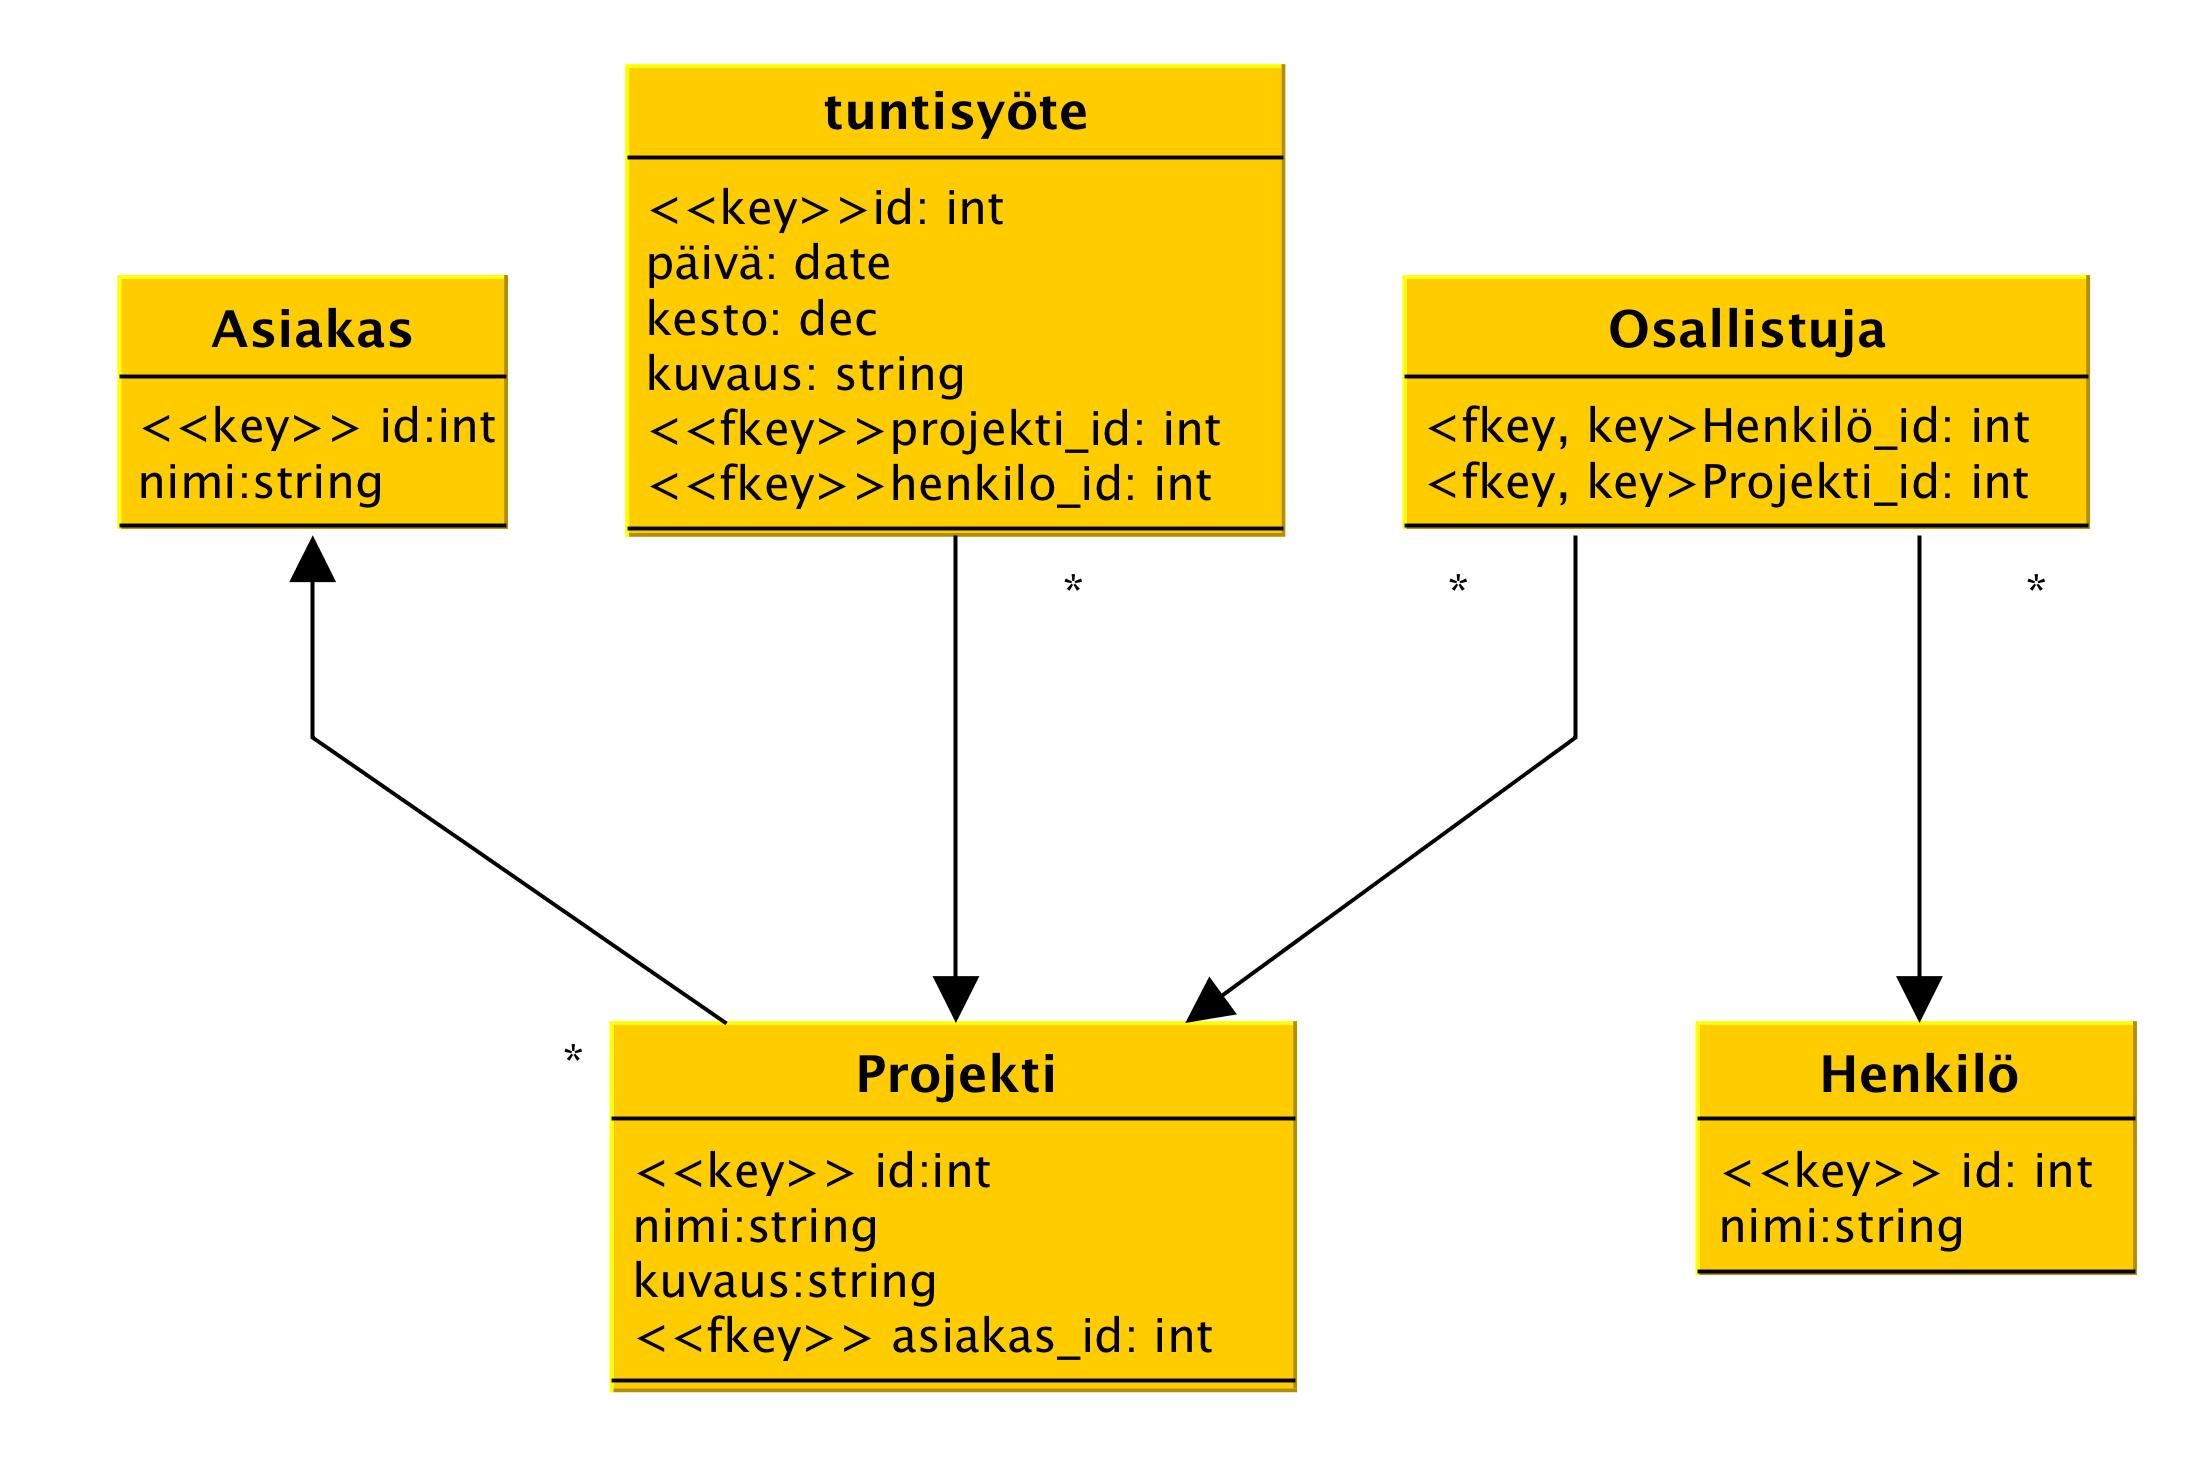 tuntisyöte
<<key>>id: int
päivä: date
kesto: dec
kuvaus: string
<<fkey>>projekti_id: int
<<fkey>>henkilo_id: int
Asiakas
<<key>> id:int
nimi:string
Osallistuja
<fkey, key>Henkilö_id: int
<fkey, key>Projekti_id: int
*
*
*
*
Projekti
<<key>> id:int
nimi:string
kuvaus:string
<<fkey>> asiakas_id: int
Henkilö
<<key>> id: int
nimi:string